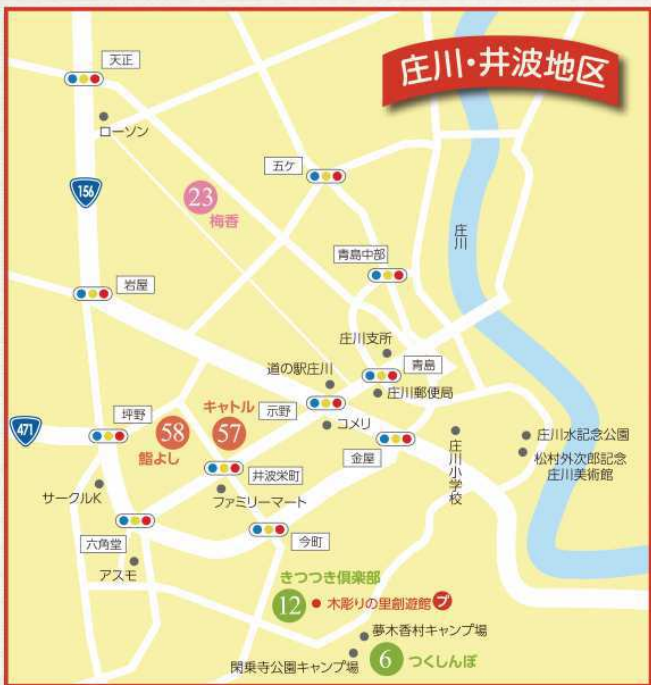 庄川・井波地区
天正
ローソン
156
五ケ
23
梅香
庄川
青島中部
岩屋
庄川支所
道の駅庄川
青島
庄川郵便局
471
坪野
キャトル
58
57
鮨よし
示野
コメリ
金屋
庄川小学校
庄川水記念公園
松村外次郎記念
庄川美術館
サークルK
井波栄町
ファミリーマート
六角堂
今町
アスモ
きつつき倶楽部
12
木彫りの里創遊館
プ
夢木香村キャンプ場
閑乗寺公園キャンプ場
6
つくしんぼ